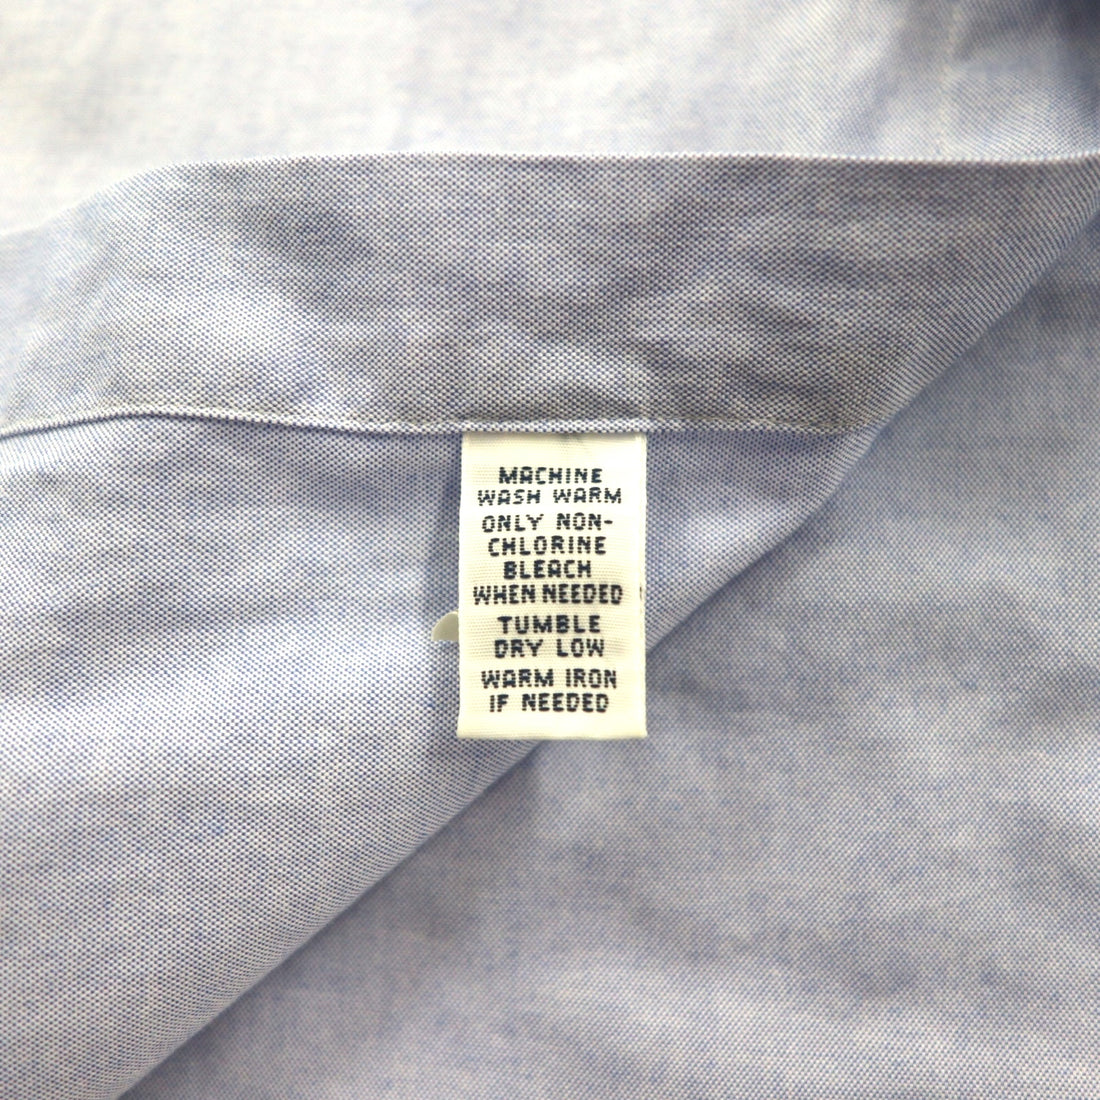 MACHINE
WASH WARM
ONLY NON-
CHLORINE
BLEACH
WHEN NEEDED
TUMBLE
DRY LOW
WARM IRON
IF NEEDED